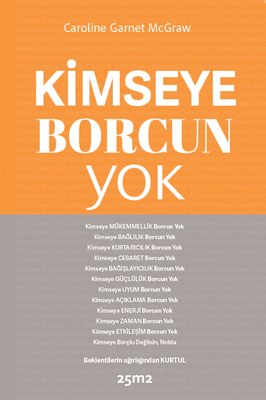 Caroline Garnet McGraw
KİMSEYE
BORCUN
YOK
Kimseye MÜKEMMELLİK Borcun Yok
Kimseye BAĞLILIK Borcun Yok
Kimseye KURTARICILIK Borcun Yok
Kimseye CESARET Borcun Yok
Kimseye BAĞIŞLAYICILIK Borcun Yok
Kimseye GÜÇLÜLÜK Borcun Yok
Kimseye UYUM Borcun Yok
Kimseye AÇIKLAMA Borcun Yok
Kimseye ENERJİ Borcun Yok
Kimseye ZAMAN Borcun Yok
Kimseye ETKİLEŞİM Borcun Yok
Kimseye Borçlu Değilsin, Nokta
Beklentilerin ağırlığından KURTUL
25m2